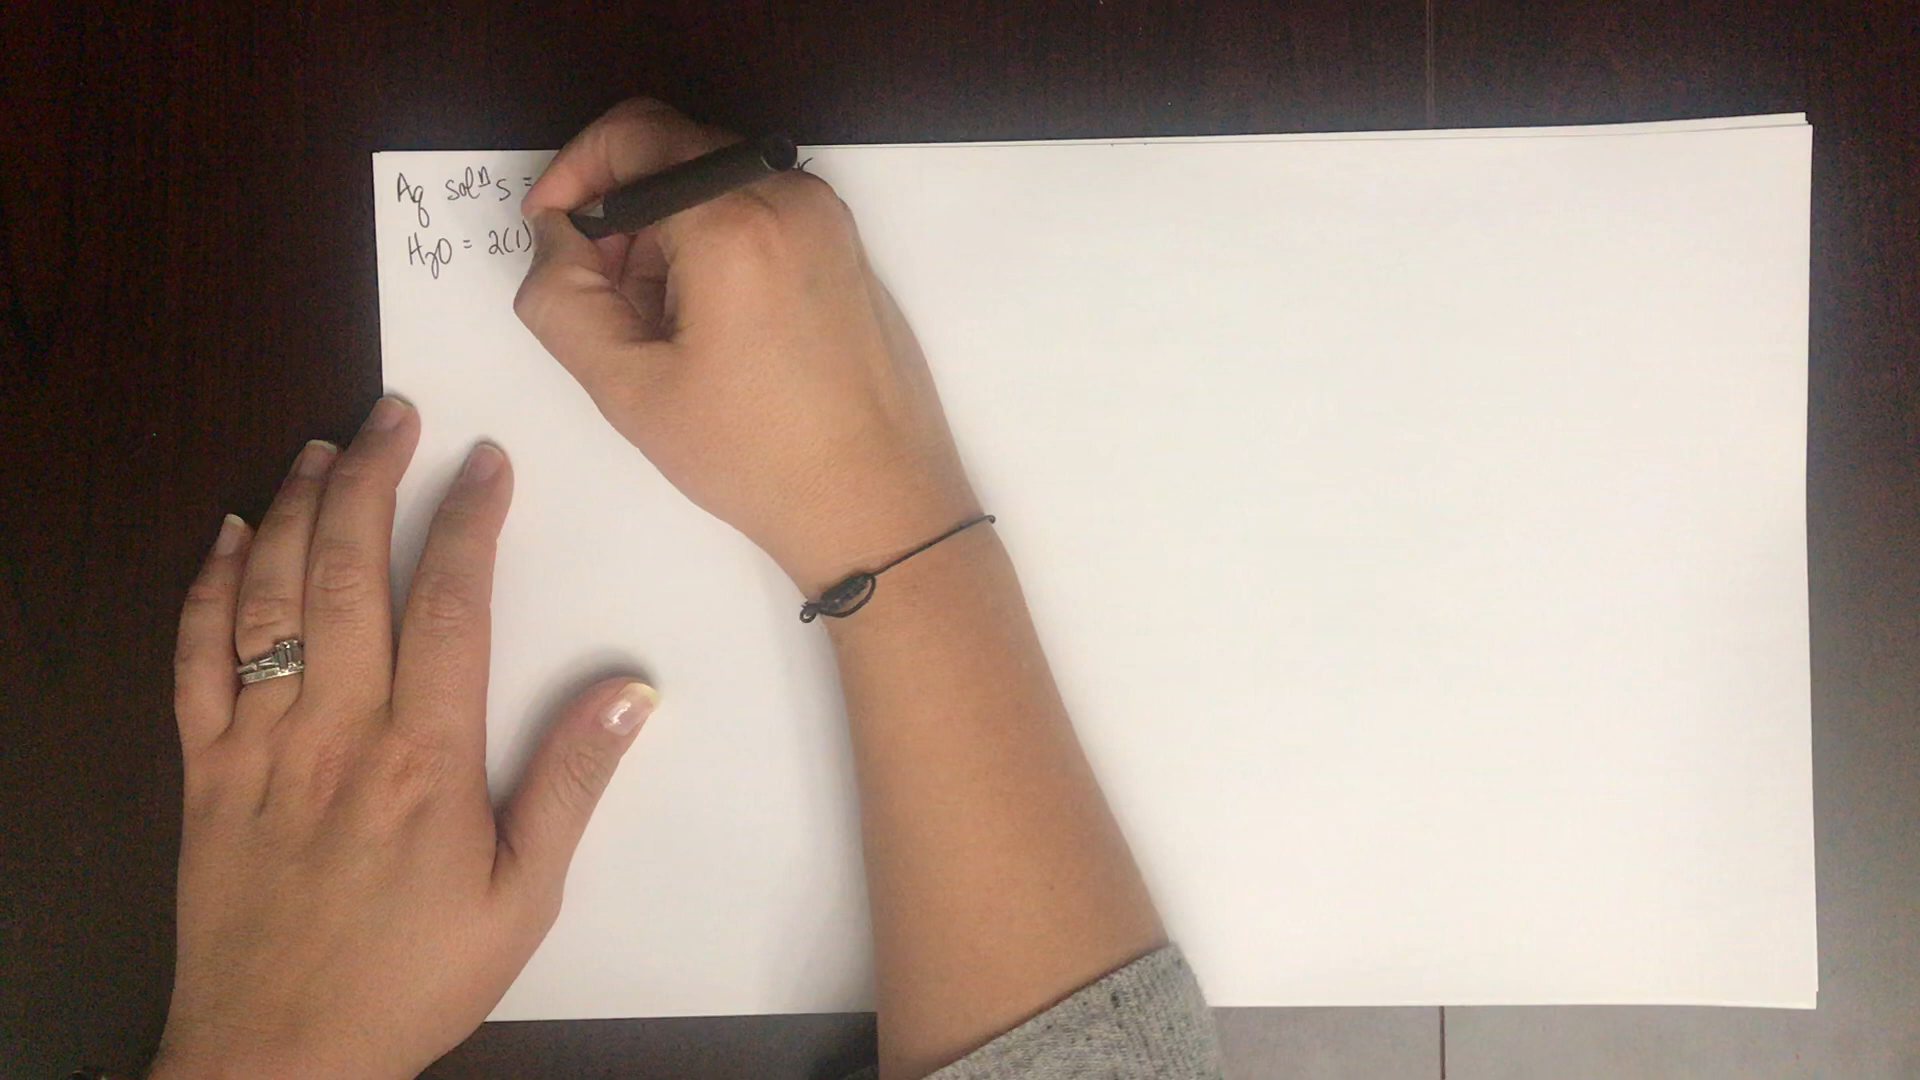 Aq solⁿs =
H₂O = 2(1)